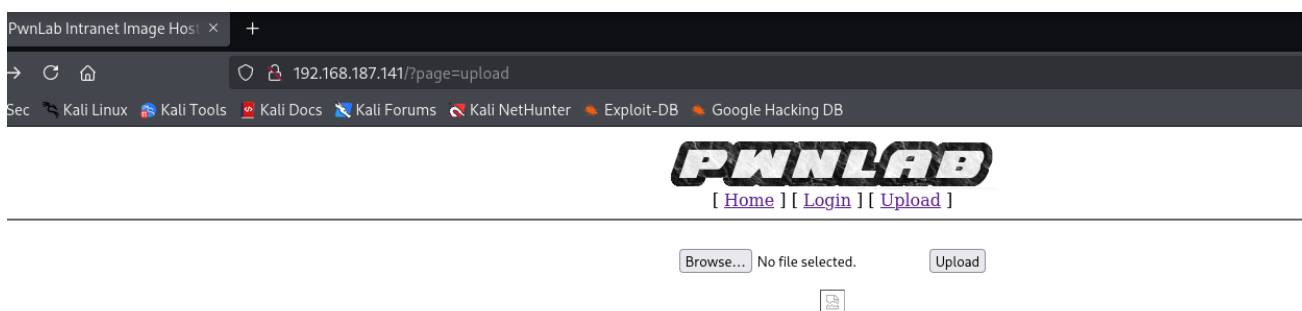 PwnLab Intranet Image Host × +
192.168.187.141/?page=upload
Sec Kali Linux Kali Tools Kali Docs Kali Forums Kali NetHunter Exploit-DB Google Hacking DB
PWNLAB
[ Home ] [ Login ] [ Upload ]
Browse... No file selected. Upload